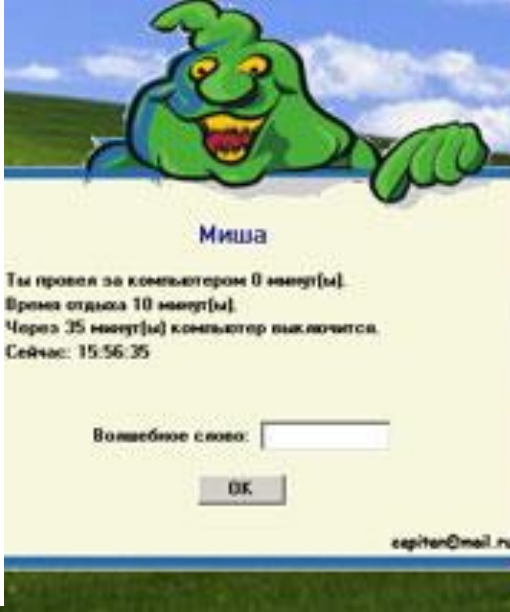 Миша
Ты провел за компьютером 0 минут(ы).
Время отдыха 10 минут(ы).
Через 35 минут(ы) компьютер выключится.
Сейчас: 15:56:35
Волшебное слово:
OK
capitan@mail.ru